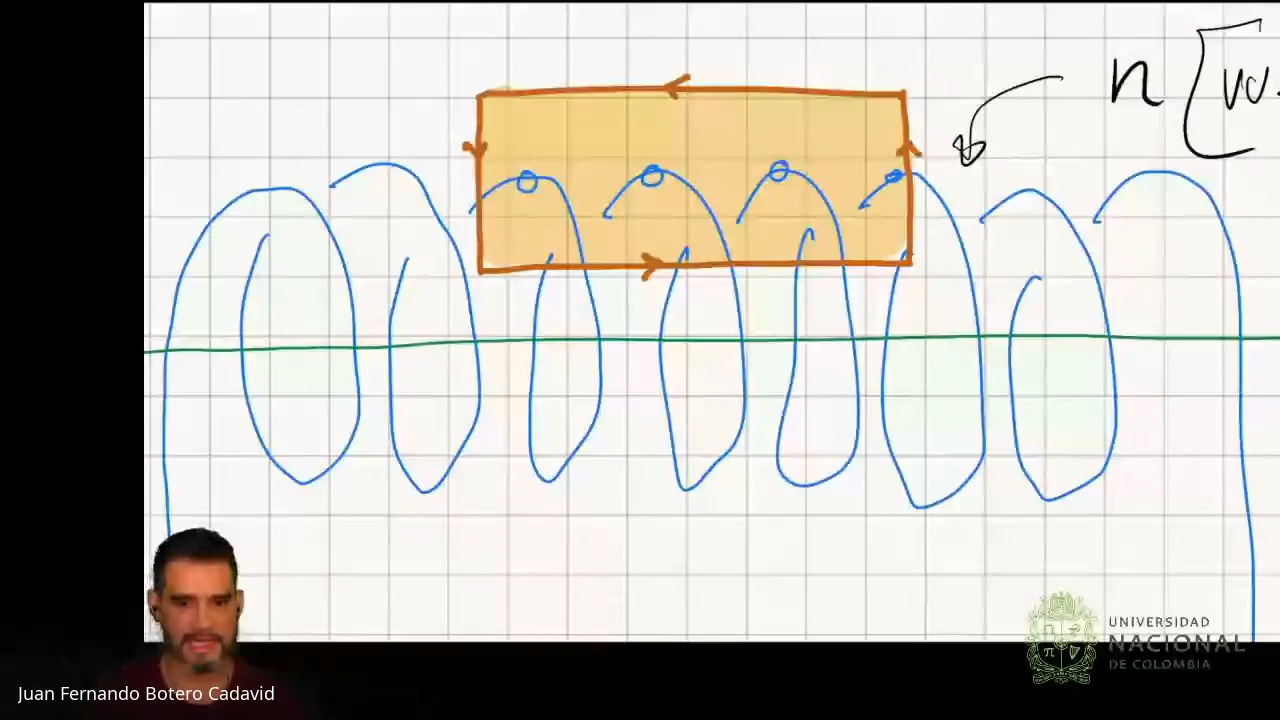 n [
UNIVERSIDAD
NACIONAL
DE COLOMBIA
Juan Fernando Botero Cadavid